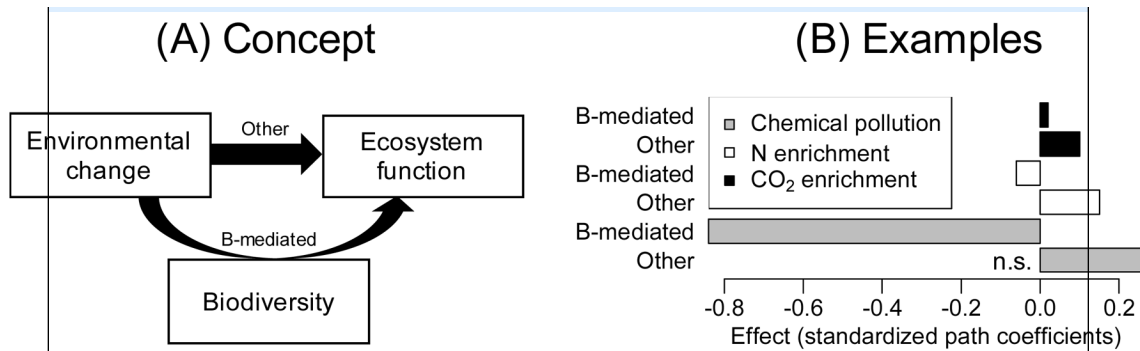 (A) Concept
Environmental
change
Other
Ecosystem
function
B-mediated
Biodiversity
(B) Examples
B-mediated
Other
B-mediated
Other
B-mediated
Other
Chemical pollution
N enrichment
CO₂ enrichment
n.s.
-0.8 -0.6 -0.4 -0.2 0.0 0.2
Effect (standardized path coefficients)